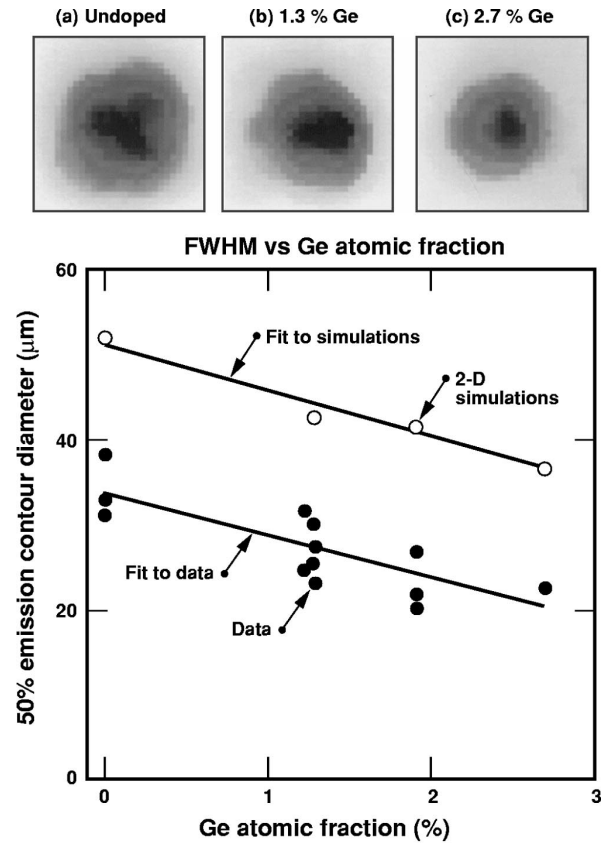 (a) Undoped
(b) 1.3 % Ge
(c) 2.7 % Ge
FWHM vs Ge atomic fraction
50% emission contour diameter (μm)
60
40
20
0
Fit to simulations
2-D
simulations
Fit to data
Data
0
1
2
3
Ge atomic fraction (%)